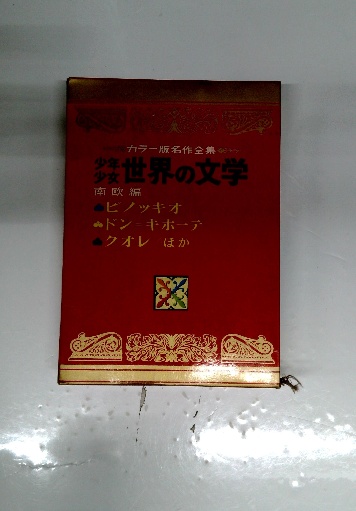 カラー版名作全集
少年少女世界の文学
南欧編
ピノッキオ
ドン=キホーテ
クオレ ほか